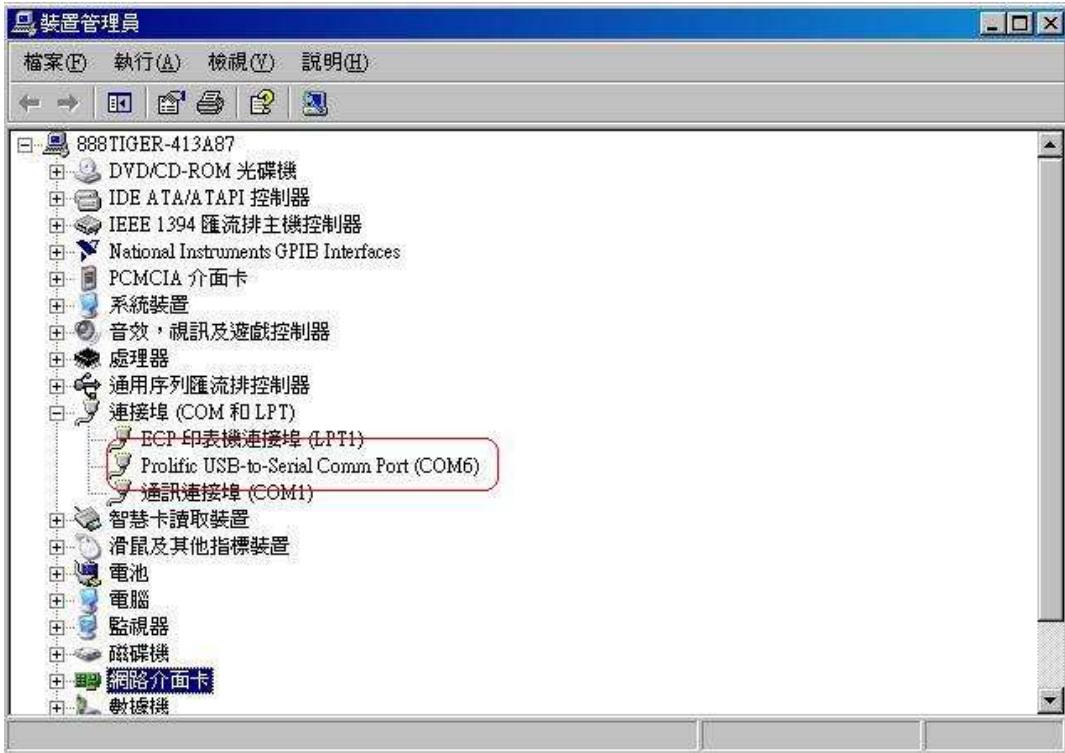 裝置管理員
檔案(F) 執行(A) 檢視(V) 說明(H)
888TIGER-413A87
DVD/CD-ROM 光碟機
IDE ATA/ATAPI 控制器
IEEE 1394 匯流排主機控制器
National Instruments GPIB Interfaces
PCMCIA 介面卡
系統裝置
音效，視訊及遊戲控制器
處理器
通用序列匯流排控制器
連接埠 (COM 和 LPT)
ECP 印表機連接埠 (LPT1)
Prolific USB-to-Serial Comm Port (COM6)
通訊連接埠 (COM1)
智慧卡讀取裝置
滑鼠及其他指標裝置
電池
電腦
監視器
磁碟機
網路介面卡
數據機